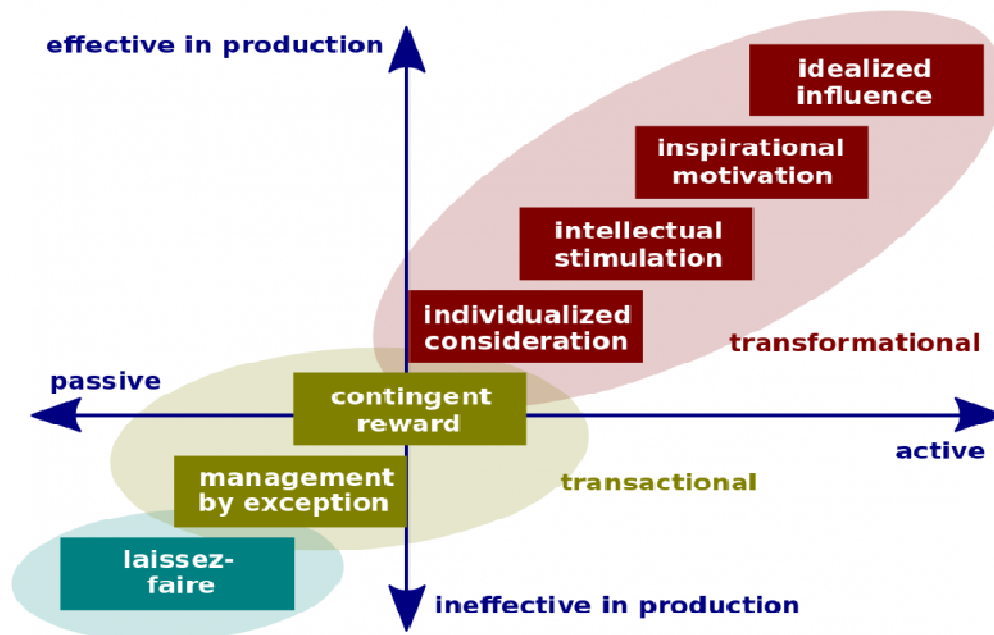 effective in production
idealized
influence
inspirational
motivation
intellectual
stimulation
individualized
consideration
transformational
passive
contingent
reward
active
management
by exception
transactional
laissez-
faire
ineffective in production